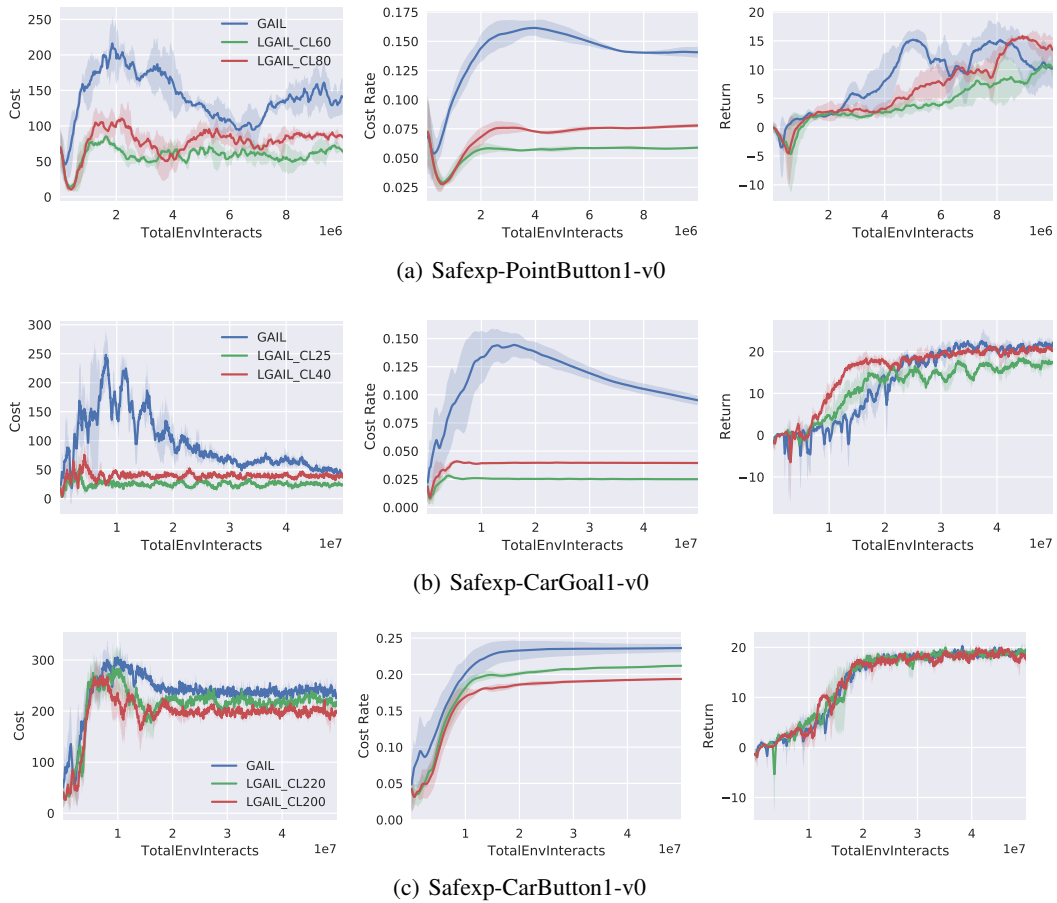 250
200
150
100
50
0
Cost
GAIL
LGAIL_CL60
LGAIL_CL80
2 4 6 8
TotalEnvInteracts
1e6
0.175
0.150
0.125
0.100
0.075
0.050
0.025
Cost Rate
2 4 6 8
TotalEnvInteracts
1e6
20
15
10
5
0
−5
−10
Return
2 4 6 8
TotalEnvInteracts
1e6
(a) Safexp-PointButton1-v0
300
250
200
150
100
50
0
Cost
GAIL
LGAIL_CL25
LGAIL_CL40
1 2 3 4
TotalEnvInteracts
1e7
0.150
0.125
0.100
0.075
0.050
0.025
0.000
Cost Rate
1 2 3 4
TotalEnvInteracts
1e7
20
10
0
−10
Return
1 2 3 4
TotalEnvInteracts
1e7
(b) Safexp-CarGoal1-v0
300
200
100
0
Cost
GAIL
LGAIL_CL220
LGAIL_CL200
1 2 3 4
TotalEnvInteracts
1e7
0.25
0.20
0.15
0.10
0.05
0.00
Cost Rate
1 2 3 4
TotalEnvInteracts
1e7
20
10
0
−10
Return
1 2 3 4
TotalEnvInteracts
1e7
(c) Safexp-CarButton1-v0